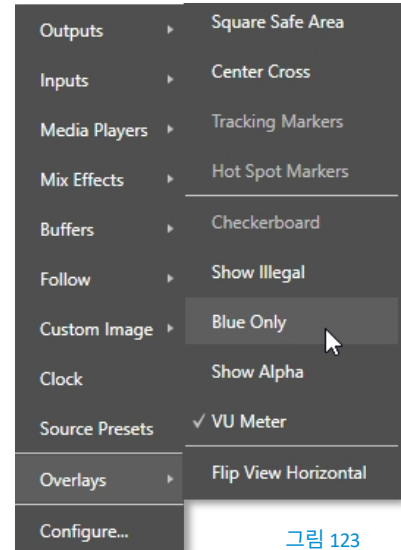 Outputs
Inputs
Media Players
Mix Effects
Buffers
Follow
Custom Image
Clock
Source Presets
Overlays
Configure...
Square Safe Area
Center Cross
Tracking Markers
Hot Spot Markers
Checkerboard
Show Illegal
Blue Only
Show Alpha
✓ VU Meter
Flip View Horizontal
그림 123